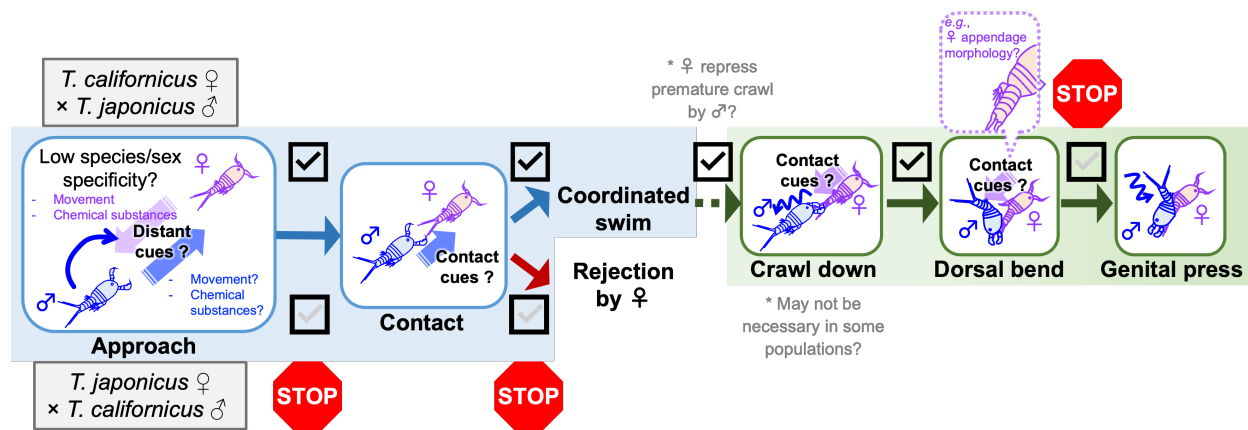 T. californicus ♀
× T. japonicus ♂
Low species/sex
specificity?
- Movement
- Chemical substances
♀
Distant
cues ?
♂
- Movement?
- Chemical
substances?
Approach
T. japonicus ♀
× T. californicus ♂
STOP
♀
♂
Contact
cues ?
Contact
STOP
Coordinated
swim
Rejection
by ♀
* ♀ repress
premature crawl
by ♂?
Contact
cues ?
♂
♀
Crawl down
* May not be
necessary in some
populations?
e.g.,
♀ appendage
morphology?
Contact
cues ?
♂
♀
Dorsal bend
STOP
♂
♀
Genital press